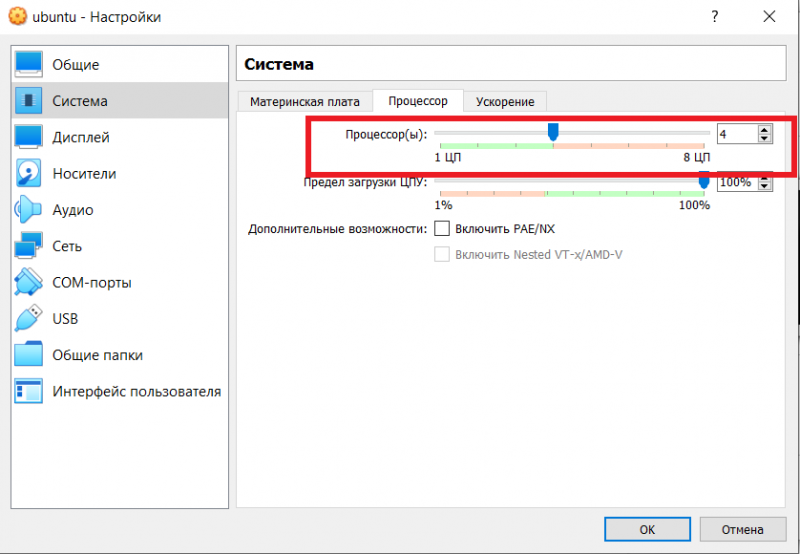 ubuntu - Настройки
?
Общие
Система
Дисплей
Носители
Аудио
Сеть
COM-порты
USB
Общие папки
Интерфейс пользователя
Система
Материнская плата
Процессор
Ускорение
Процессор(ы):
4
1 ЦП
8 ЦП
Предел загрузки ЦПУ:
100%
1%
100%
Дополнительные возможности:
Включить PAE/NX
Включить Nested VT-x/AMD-V
OK
Отмена